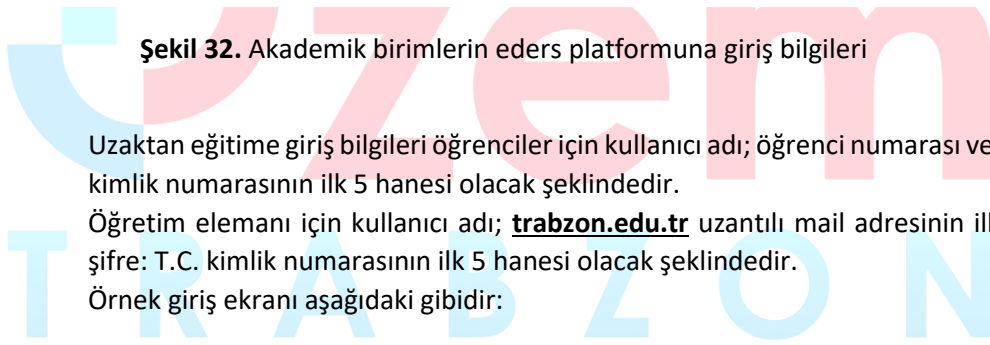 Şekil 32. Akademik birimlerin eders platformuna giriş bilgileri
Uzaktan eğitime giriş bilgileri öğrenciler için kullanıcı adı; öğrenci numarası ve
kimlik numarasının ilk 5 hanesi olacak şeklindedir.
Öğretim elemanı için kullanıcı adı; trabzon.edu.tr uzantılı mail adresinin
şifre: T.C. kimlik numarasının ilk 5 hanesi olacak şeklindedir.
Örnek giriş ekranı aşağıdaki gibidir:
zem
TRABZON